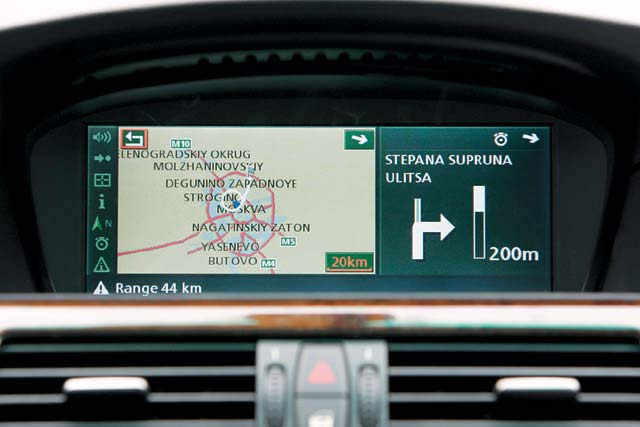 M10
ELENOGRADSKIY OKRUG
MOLZHANINOVSKIY
DEGUNINO ZAPADNOYE
STROGINO
MOSKVA
NAGATINSKIY ZATON
M5
YASENEVO
BUTOVO M4
20km
N
i
STEPANA SUPRUNA
ULITSA
200m
Range 44 km